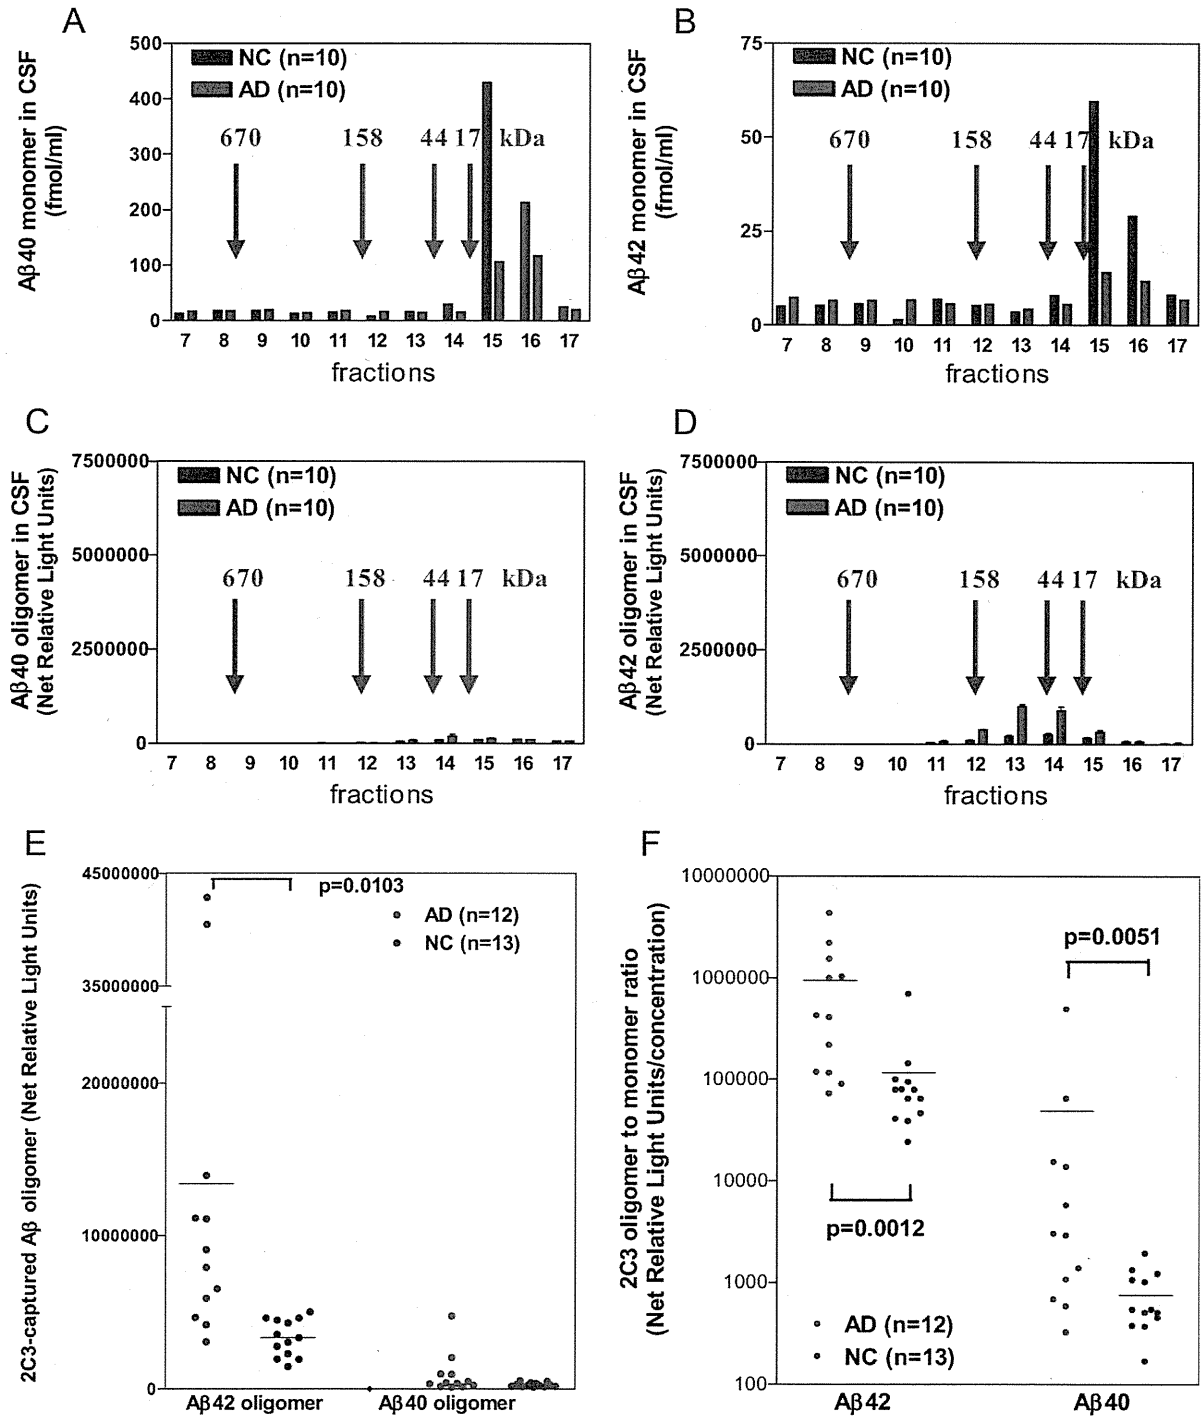 A
Aβ40 monomer in CSF
(fmol/ml)
500
400
300
200
100
0
NC (n=10)
AD (n=10)
670 158 44 17 kDa
7 8 9 10 11 12 13 14 15 16 17
fractions
B
Aβ42 monomer in CSF
(fmol/ml)
75
50
25
0
NC (n=10)
AD (n=10)
670 158 44 17 kDa
7 8 9 10 11 12 13 14 15 16 17
fractions
C
Aβ40 oligomer in CSF
(Net Relative Light Units)
7500000
5000000
2500000
0
NC (n=10)
AD (n=10)
670 158 44 17 kDa
7 8 9 10 11 12 13 14 15 16 17
fractions
D
Aβ42 oligomer in CSF
(Net Relative Light Units)
7500000
5000000
2500000
0
NC (n=10)
AD (n=10)
670 158 44 17 kDa
7 8 9 10 11 12 13 14 15 16 17
fractions
E
2C3-captured Aβ oligomer (Net Relative Light Units)
45000000
35000000
20000000
10000000
0
p=0.0103
AD (n=12)
NC (n=13)
Aβ42 oligomer Aβ40 oligomer
F
2C3 oligomer to monomer ratio
(Net Relative Light Units/concentration)
10000000
1000000
100000
10000
1000
100
p=0.0051
p=0.0012
AD (n=12)
NC (n=13)
Aβ42 Aβ40